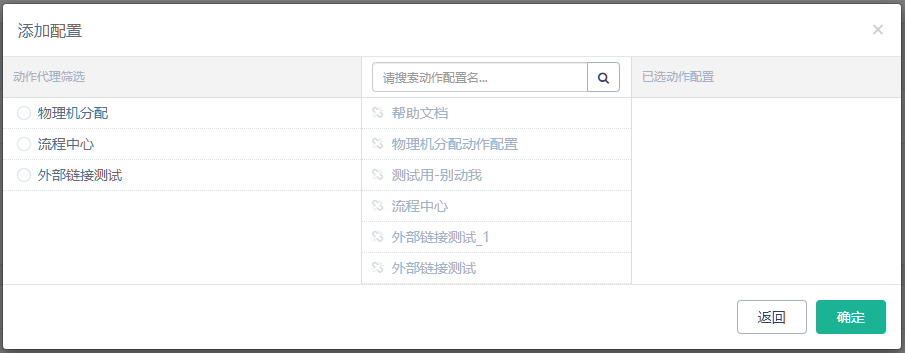 添加配置
×
动作代理筛选
请搜索动作配置名...
已选动作配置
物理机分配
流程中心
外部链接测试
帮助文档
物理机分配动作配置
测试用-别动我
流程中心
外部链接测试_1
外部链接测试
返回
确定